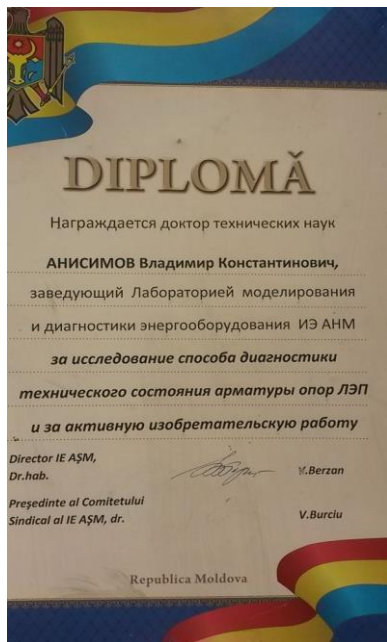 DIPLOMĂ
Награждается доктор технических наук
АНИСИМОВ Владимир Константинович,
заведующий Лабораторией моделирования
и диагностики энергооборудования ИЭ АНМ
за исследование способа диагностики
технического состояния арматуры опор ЛЭП
и за активную изобретательскую работу
Director IE AŞM,
Dr.hab.
V.Berzan
Preşedinte al Comitetului
Sindical al IE AŞM, dr.
V.Burciu
Republica Moldova